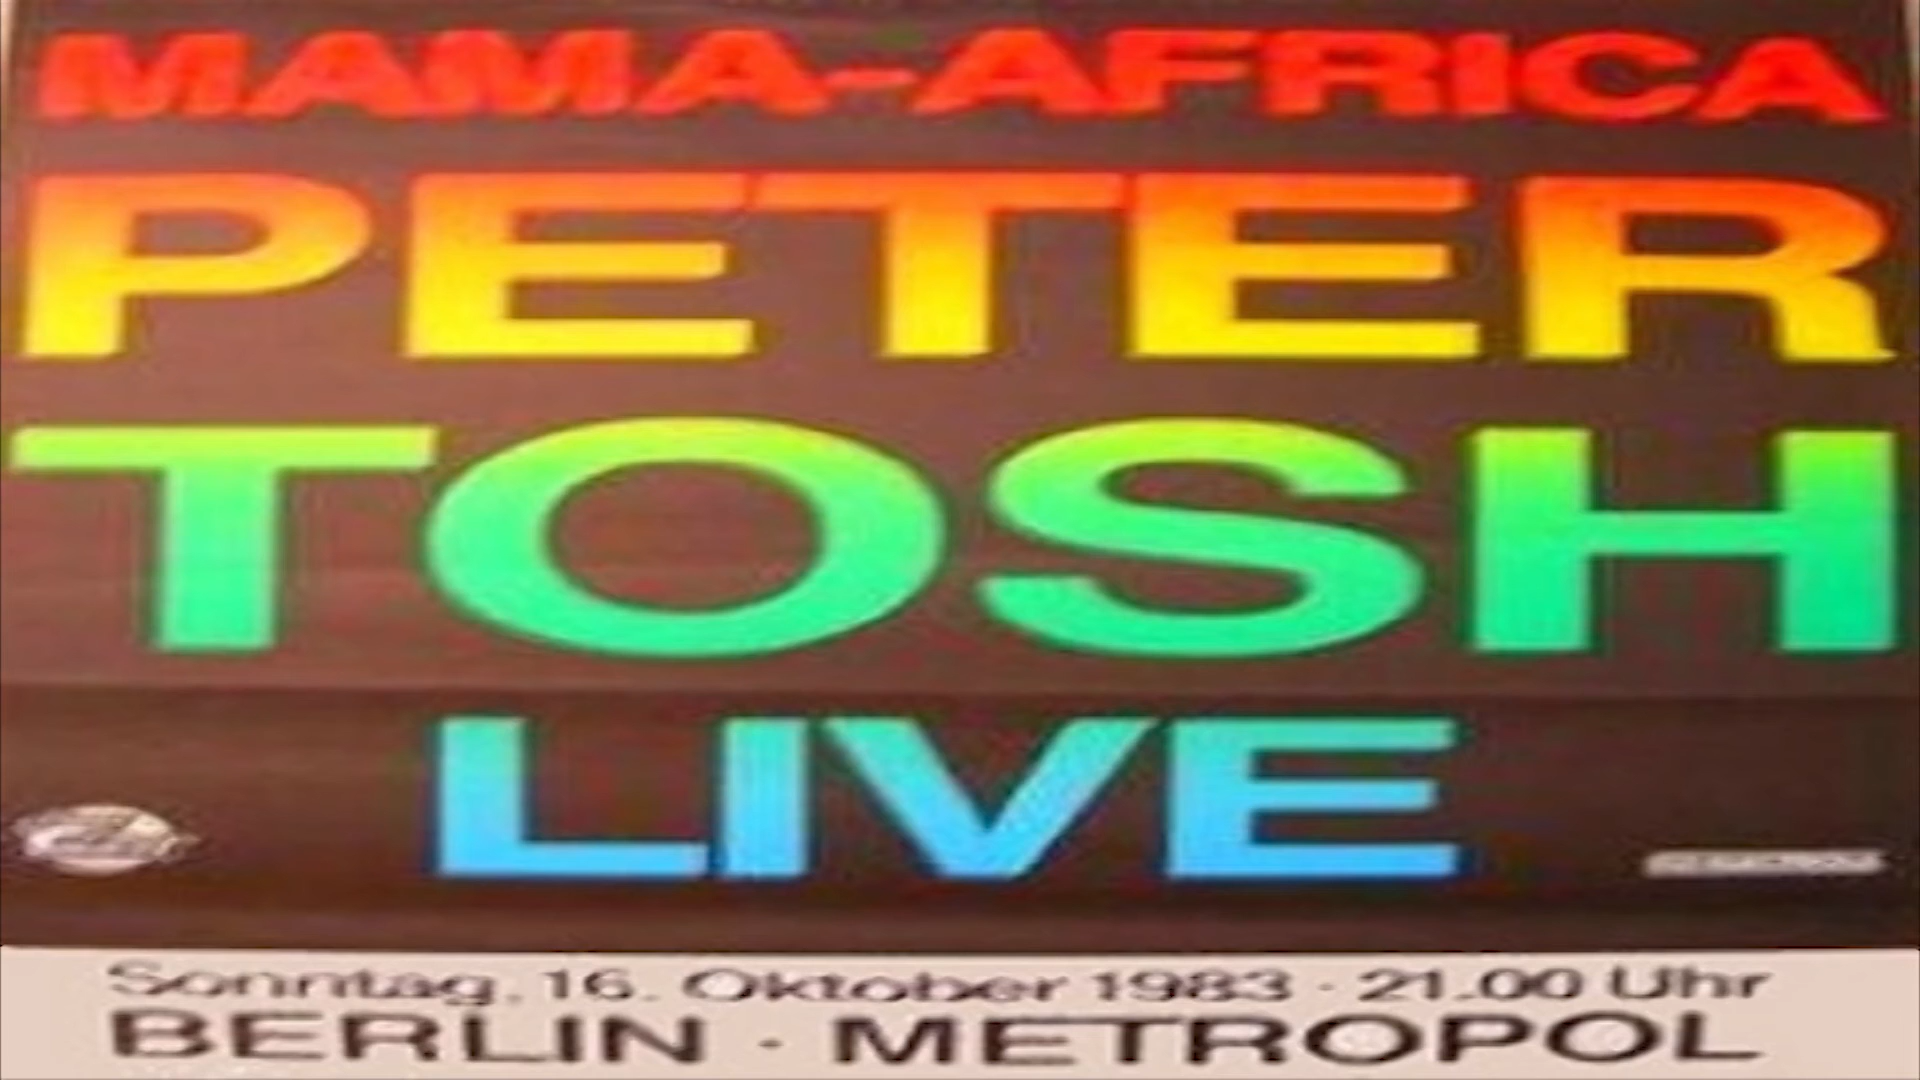 MAMA-AFRICA
PETER
TOSH
LIVE
Sonntag, 16. Oktober 1983 · 21.00 Uhr
BERLIN · METROPOL